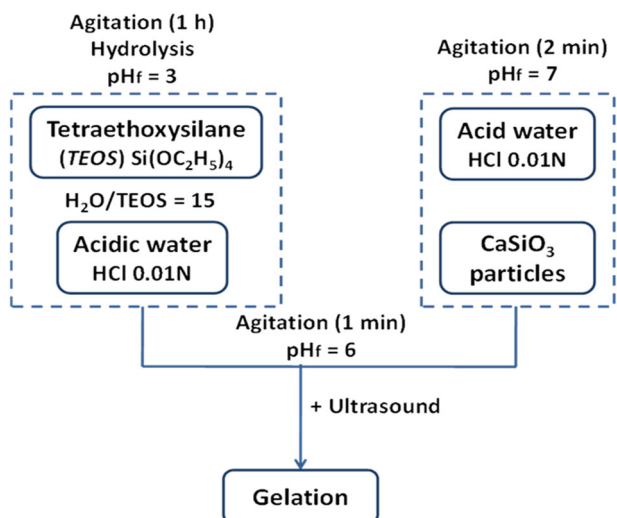 Agitation (1 h)
Hydrolysis
pHf = 3
Tetraethoxysilane
(TEOS) Si(OC₂H₅)₄
H₂O/TEOS = 15
Acidic water
HCl 0.01N
Agitation (2 min)
pHf = 7
Acid water
HCl 0.01N
CaSiO₃
particles
Agitation (1 min)
pHf = 6
+ Ultrasound
Gelation